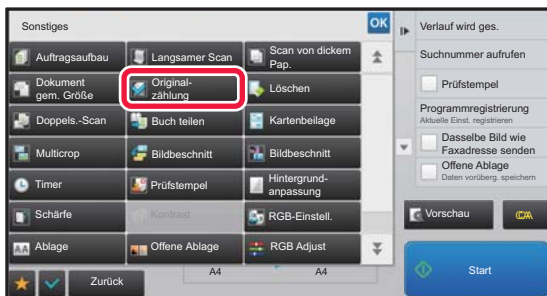 Sonstiges
OK
Auftragsaufbau
Langsamer Scan
Scan von dickem
Pap.
Dokument
gem. Größe
Original-
zählung
Löschen
Doppels.-Scan
Buch teilen
Kartenbeilage
Multicrop
Bildbeschnitt
Bildbeschnitt
Timer
Prüfstempel
Hintergrund-
anpassung
Schärfe
Kontrast
RGB-Einstell.
Ablage
Offene Ablage
RGB Adjust
Zurück
A4
A4
Verlauf wird ges.
Suchnummer aufrufen
Prüfstempel
Programmregistrierung
Aktuelle Einst. registrieren
Dasselbe Bild wie
Faxadresse senden
Offene Ablage
Daten vorüberg. speichern
Vorschau
CA
Start